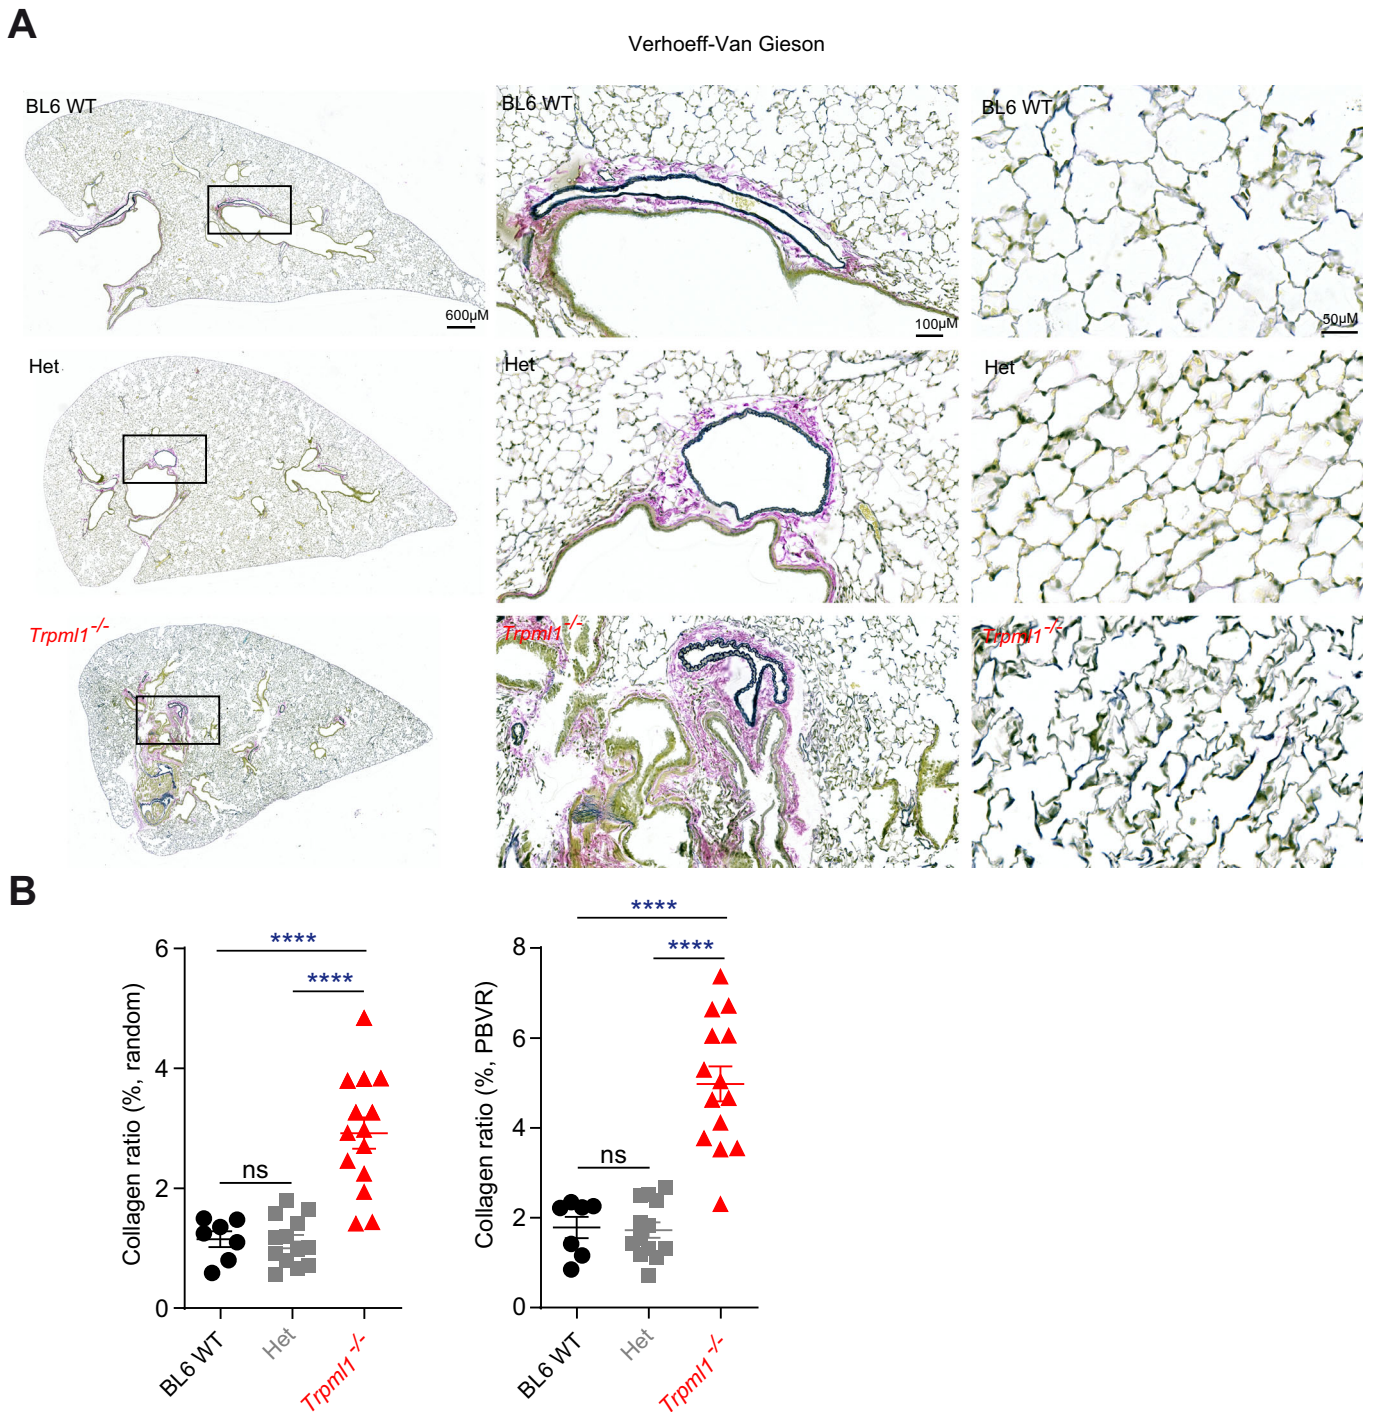 A
Verhoeff-Van Gieson
BL6 WT
BL6 WT
BL6 WT
600µM
100µM
50µM
Het
Het
Het
Trpml1-/-
Trpml1-/-
Trpml1-/-
B
Collagen ratio (%, random)
6
4
2
0
****
****
ns
BL6 WT
Het
Trpml1-/-
Collagen ratio (%, PBVR)
8
6
4
2
0
****
****
ns
BL6 WT
Het
Trpml1-/-